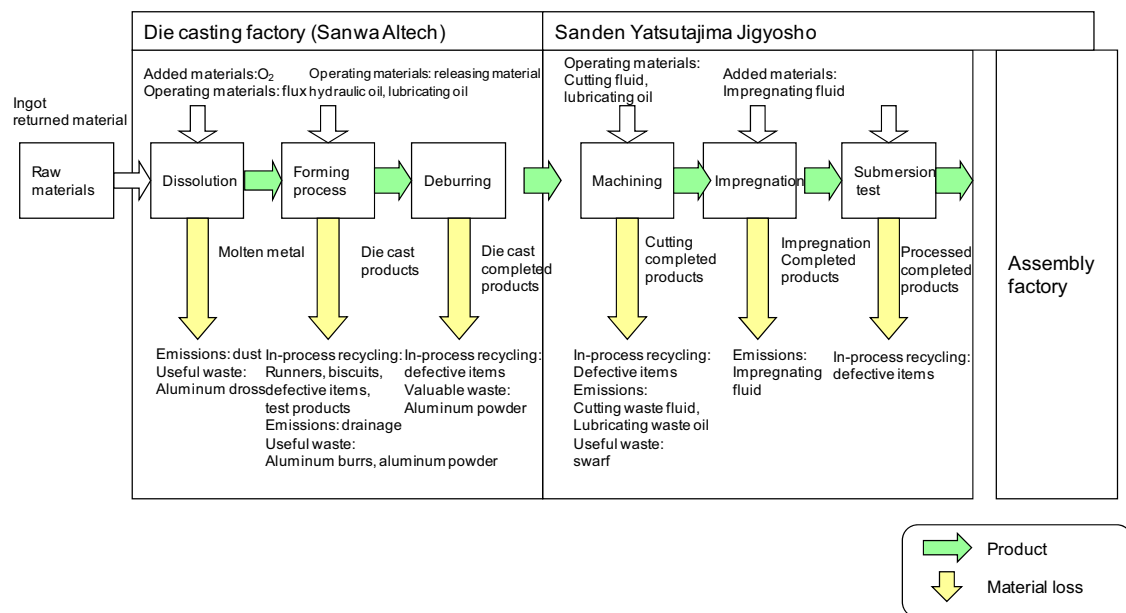 Die casting factory (Sanwa Altech)
Sanden Yatsutajima Jigyosho
Added materials:O₂
Operating materials: flux
Operating materials: releasing material
hydraulic oil, lubricating oil
Operating materials:
Cutting fluid,
lubricating oil
Added materials:
Impregnating fluid
Ingot
returned material
Raw
materials
Dissolution
Forming
process
Deburring
Machining
Impregnation
Submersion
test
Molten metal
Die cast
products
Die cast
completed
products
Cutting
completed
products
Impregnation
Completed
products
Processed
completed
products
Assembly
factory
Emissions: dust
Useful waste:
Aluminum dross
In-process recycling:
Runners, biscuits,
defective items,
test products
Emissions: drainage
Useful waste:
Aluminum burrs, aluminum powder
In-process recycling:
defective items
Valuable waste:
Aluminum powder
In-process recycling:
Defective items
Emissions:
Cutting waste fluid,
Lubricating waste oil
Useful waste:
swarf
Emissions:
Impregnating
fluid
In-process recycling:
defective items
Product
Material loss